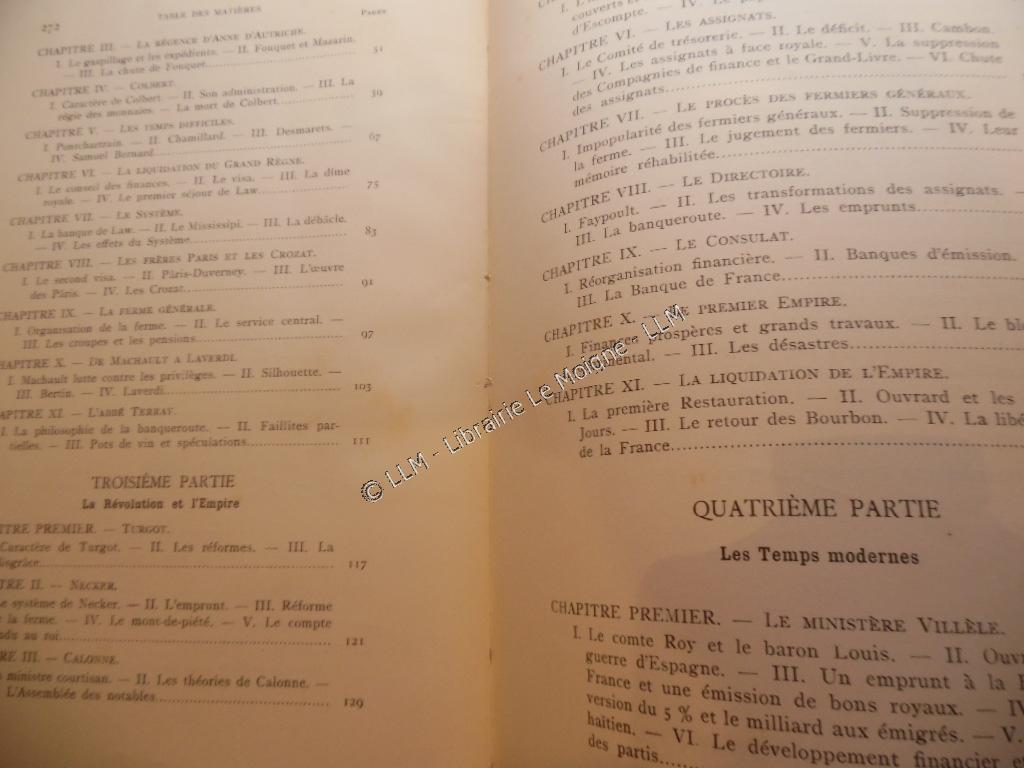 272
TABLE DES MATIÈRES
Pages
CHAPITRE III. — LA RÉGENCE D'ANNE D'AUTRICHE.
I. Le gaspillage et les expédients. — II. Fouquet et Mazarin.
— III. La chute de Fouquet. 51
CHAPITRE IV. — COLBERT.
I. Caractère de Colbert. — II. Son administration. — III. La
régie des monnaies. — La mort de Colbert. 59
CHAPITRE V. — LES TEMPS DIFFICILES.
I. Pontchartrain. — II. Chamillard. — III. Desmarets. —
IV. Samuel Bernard. 67
CHAPITRE VI. — LA LIQUIDATION DU GRAND RÈGNE.
I. Le conseil des finances. — II. Le visa. — III. La dîme
royale. — IV. Le premier séjour de Law. 75
CHAPITRE VII. — LE SYSTÈME.
I. La banque de Law. — II. Le Mississipi. — III. La débâcle.
— IV. Les effets du Système. 83
CHAPITRE VIII. — LES FRÈRES PARIS ET LES CROZAT.
I. Le second visa. — II. Pâris-Duverney. — III. L'œuvre
des Pâris. — IV. Les Crozat. 91
CHAPITRE IX. — LA FERME GÉNÉRALE.
I. Organisation de la ferme. — II. Le service central. —
III. Les croupes et les pensions. 97
CHAPITRE X. — DE MACHAULT A LAVERDI.
I. Machault lutte contre les privilèges. — II. Silhouette. —
III. Bertin. — IV. Laverdi. 103
APITRE XI. — L'ABBÉ TERRAY.
I. La philosophie de la banqueroute. — II. Faillites par-
tielles. — III. Pots de vin et spéculations. 111
TROISIÈME PARTIE
La Révolution et l'Empire
ITRE PREMIER. — TURGOT.
Caractère de Turgot. — II. Les réformes. — III. La
isgrâce. 117
TRE II. — NECKER.
e système de Necker. — II. L'emprunt. — III. Réforme
la ferme. — IV. Le mont-de-piété. — V. Le compte
ndu au roi. 121
RE III. — CALONNE.
ministre courtisan. — II. Les théories de Calonne. —
L'Assemblée des notables. 129
couverts et
d'Escompte. — IV. Le
CHAPITRE VI. — LES ASSIGNATS.
I. Le Comité de trésorerie. — II. Le déficit. — III. Cambon.
— IV. Les assignats à face royale. — V. La suppression
des Compagnies de finance et le Grand-Livre. — VI. Chute
des assignats.
CHAPITRE VII. — LE PROCÈS DES FERMIERS GÉNÉRAUX.
I. Impopularité des fermiers généraux. — II. Suppression de
la ferme. — III. Le jugement des fermiers. — IV. Leur
mémoire réhabilitée.
CHAPITRE VIII. — LE DIRECTOIRE.
I. Faypoult. — II. Les transformations des assignats. —
III. La banqueroute. — IV. Les emprunts.
CHAPITRE IX. — LE CONSULAT.
I. Réorganisation financière. — II. Banques d'émission.
III. La Banque de France.
CHAPITRE X. — LE PREMIER EMPIRE.
I. Finances prospères et grands travaux. — II. Le bl
mental. — III. Les désastres.
CHAPITRE XI. — LA LIQUIDATION DE L'EMPIRE.
I. La première Restauration. — II. Ouvrard et les
Jours. — III. Le retour des Bourbon. — IV. La libé
de la France.
QUATRIÈME PARTIE
Les Temps modernes
CHAPITRE PREMIER. — LE MINISTÈRE VILLÈLE.
I. Le comte Roy et le baron Louis. — II. Ouv
guerre d'Espagne. — III. Un emprunt à la
France et une émission de bons royaux. — IV
version du 5 % et le milliard aux émigrés. — V.
haïtien. — VI. Le développement financier e
des partis.
© LLM - Librairie Le Moigne - LLM